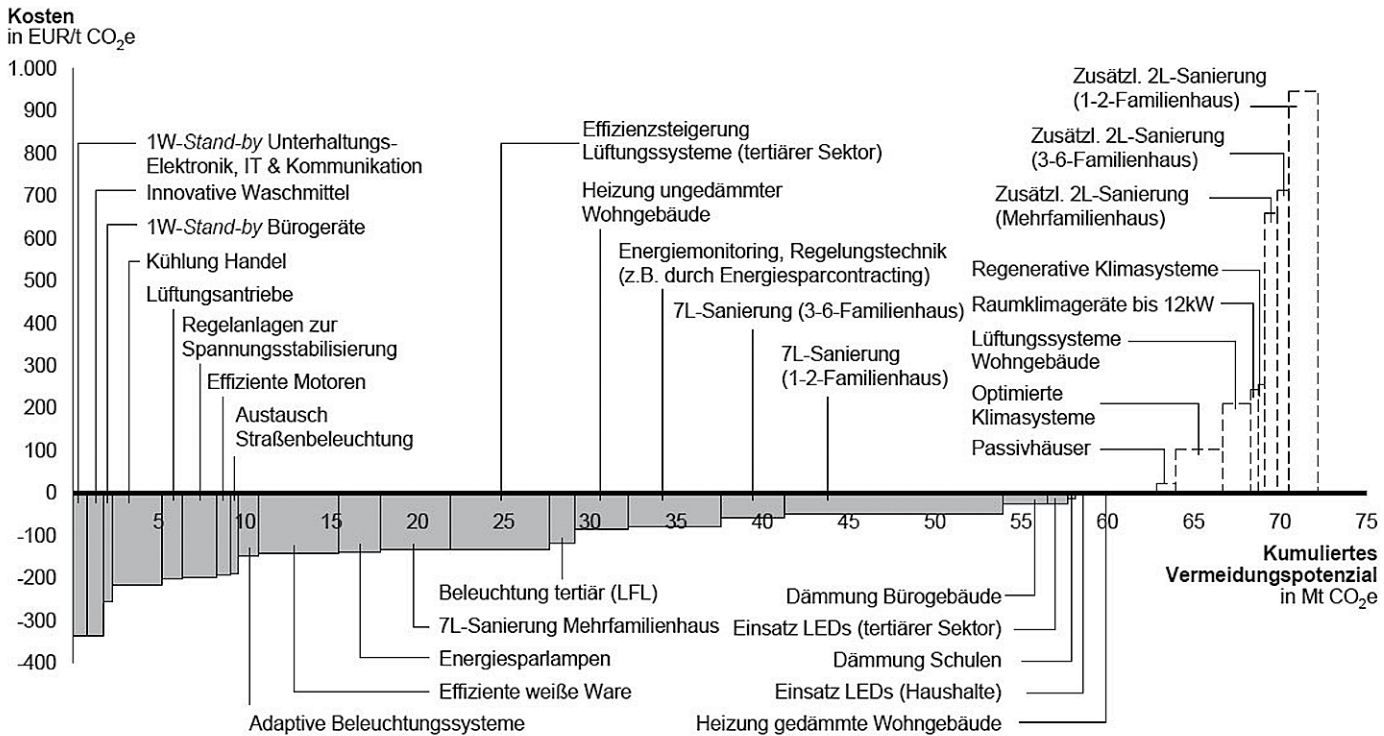 Kosten
in EUR/t CO₂e
1.000
900
800
700
600
500
400
300
200
100
0
-100
-200
-300
-400
1W-Stand-by Unterhaltungs-
Elektronik, IT & Kommunikation
Innovative Waschmittel
1W-Stand-by Bürogeräte
Kühlung Handel
Lüftungsantriebe
Regelanlagen zur
Spannungsstabilisierung
Effiziente Motoren
Austausch
Straßenbeleuchtung
Effizienzsteigerung
Lüftungssysteme (tertiärer Sektor)
Heizung ungedämmter
Wohngebäude
Energiemonitoring, Regelungstechnik
(z.B. durch Energiesparcontracting)
7L-Sanierung (3-6-Familienhaus)
7L-Sanierung
(1-2-Familienhaus)
Zusätzl. 2L-Sanierung
(1-2-Familienhaus)
Zusätzl. 2L-Sanierung
(3-6-Familienhaus)
Zusätzl. 2L-Sanierung
(Mehrfamilienhaus)
Regenerative Klimasysteme
Raumklimageräte bis 12kW
Lüftungssysteme
Wohngebäude
Optimierte
Klimasysteme
Passivhäuser
5 10 15 20 25 30 35 40 45 50 55 60 65 70 75
Kumuliertes
Vermeidungspotenzial
in Mt CO₂e
Beleuchtung tertiär (LFL)
7L-Sanierung Mehrfamilienhaus
Energiesparlampen
Effiziente weiße Ware
Adaptive Beleuchtungssysteme
Dämmung Bürogebäude
Einsatz LEDs (tertiärer Sektor)
Dämmung Schulen
Einsatz LEDs (Haushalte)
Heizung gedämmte Wohngebäude